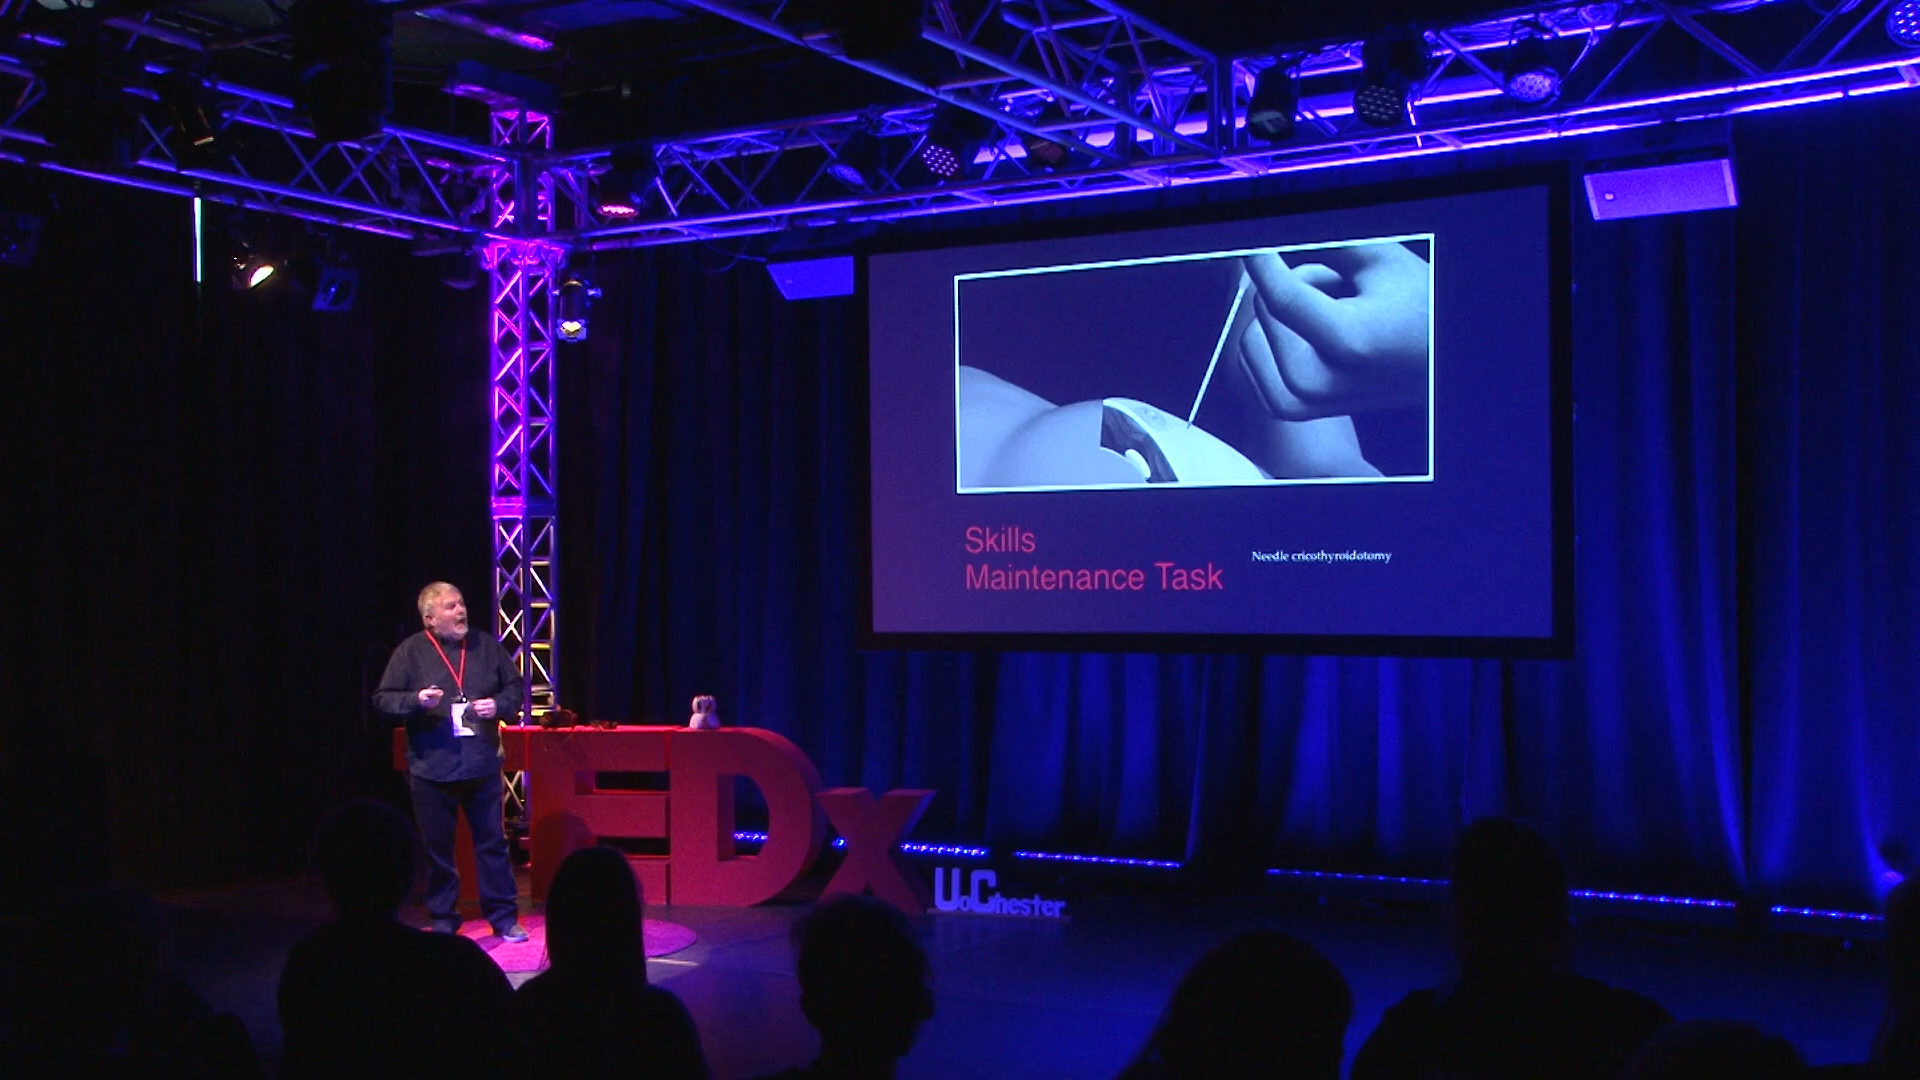 Skills
Maintenance Task
Needle cricothyroidotomy
TEDx
UoChester